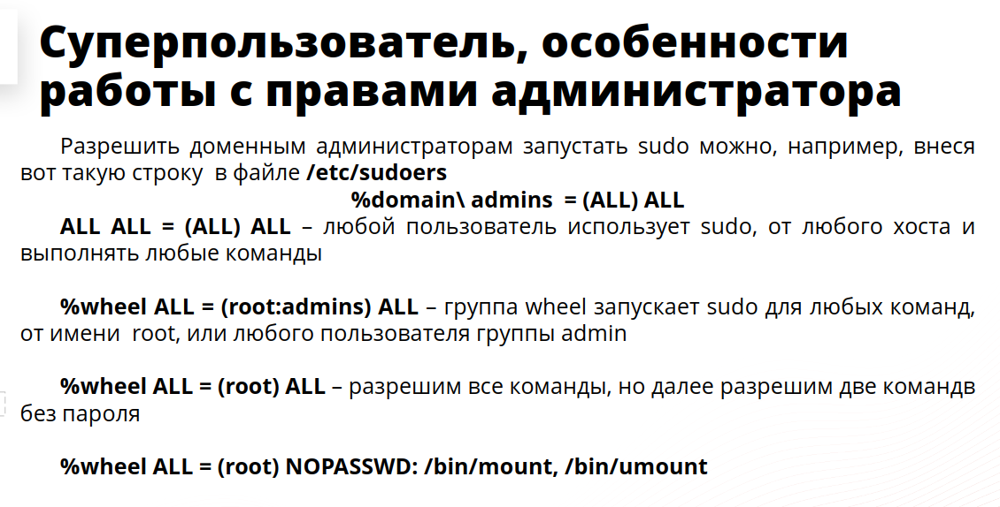 Суперпользователь, особенности
работы с правами администратора
Разрешить доменным администраторам запустать sudo можно, например, внеся
вот такую строку в файле /etc/sudoers
%domain\ admins = (ALL) ALL
ALL ALL = (ALL) ALL – любой пользователь использует sudo, от любого хоста и
выполнять любые команды
%wheel ALL = (root:admins) ALL – группа wheel запускает sudo для любых команд,
от имени root, или любого пользователя группы admin
%wheel ALL = (root) ALL – разрешим все команды, но далее разрешим две командв
без пароля
%wheel ALL = (root) NOPASSWD: /bin/mount, /bin/umount